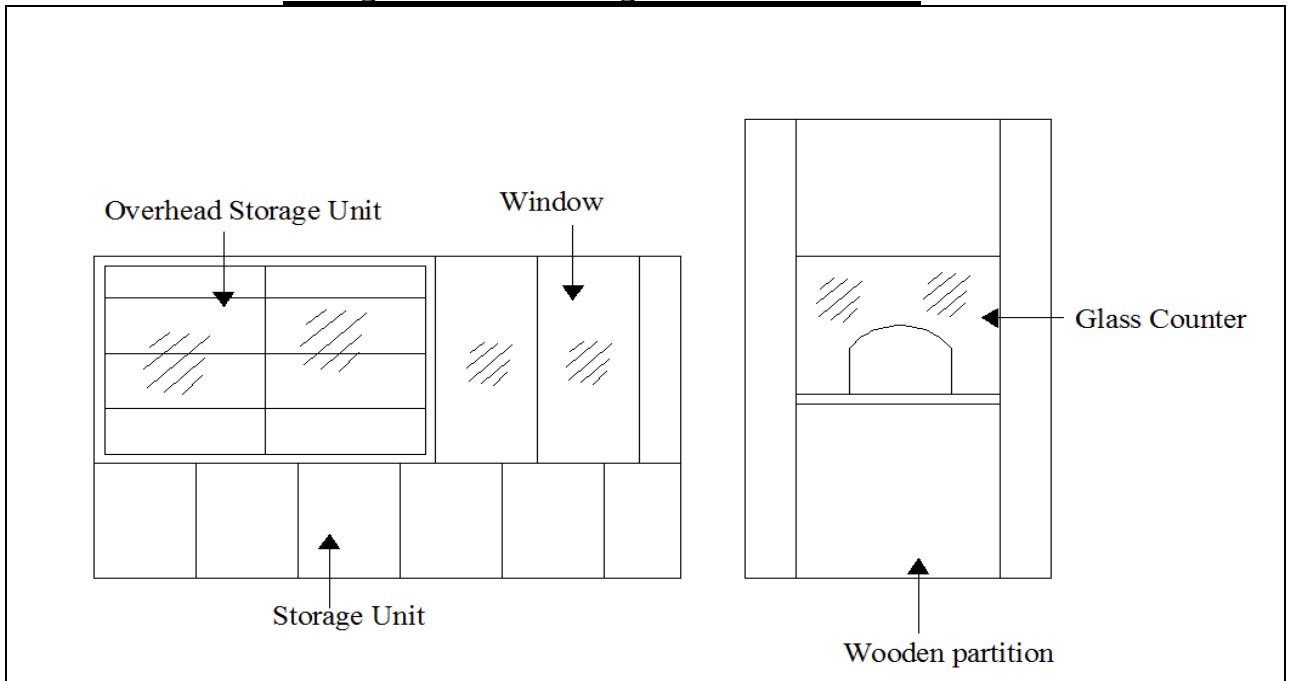 Overhead Storage Unit
Window
Glass Counter
Storage Unit
Wooden partition